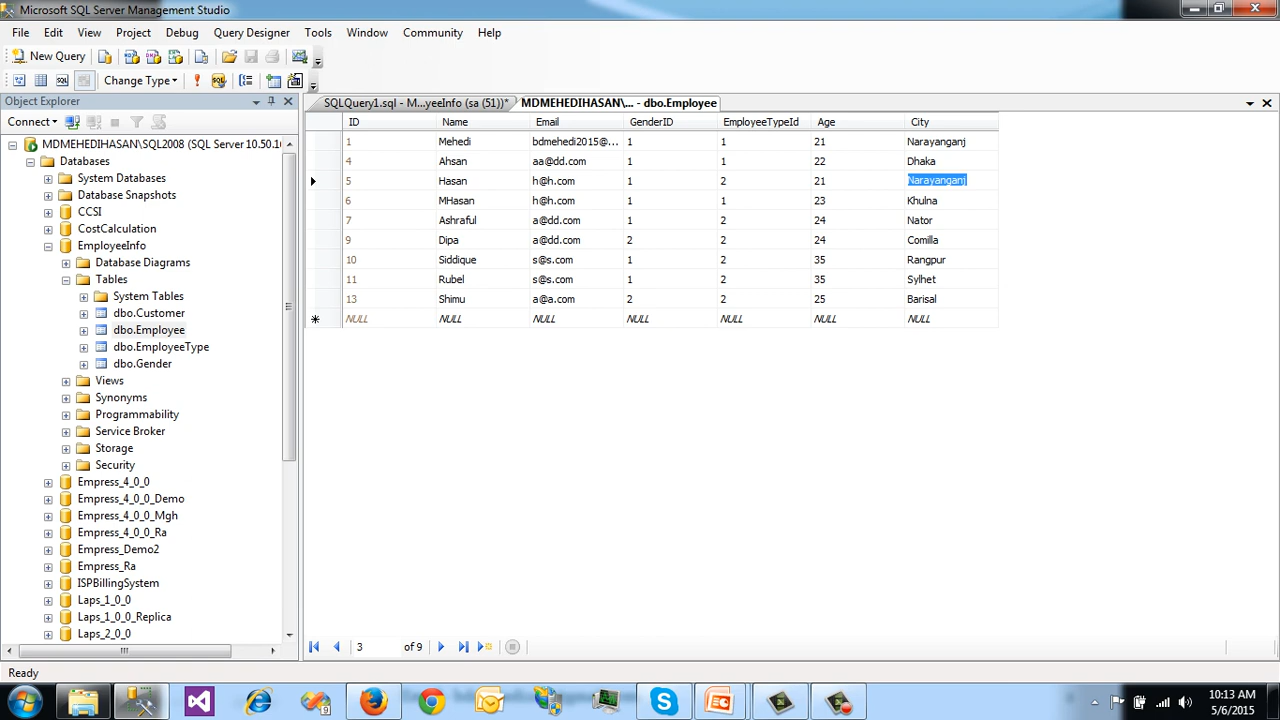 Microsoft SQL Server Management Studio
File Edit View Project Debug Query Designer Tools Window Community Help
New Query
Change Type
Object Explorer
Connect
MDMEHEDIHASAN\SQL2008 (SQL Server 10.50.1
Databases
System Databases
Database Snapshots
CCSI
CostCalculation
EmployeeInfo
Database Diagrams
Tables
System Tables
dbo.Customer
dbo.Employee
dbo.EmployeeType
dbo.Gender
Views
Synonyms
Programmability
Service Broker
Storage
Security
Empress_4_0_0
Empress_4_0_0_Demo
Empress_4_0_0_Mgh
Empress_4_0_0_Ra
Empress_Demo2
Empress_Ra
ISPBillingSystem
Laps_1_0_0
Laps_1_0_0_Replica
Laps_2_0_0
SQLQuery1.sql - M...yeeInfo (sa (51))* MDMEHEDIHASAN\... - dbo.Employee
ID Name Email GenderID EmployeeTypeId Age City
1 Mehedi bdmehedi2015@... 1 1 21 Narayanganj
4 Ahsan aa@dd.com 1 1 22 Dhaka
5 Hasan h@h.com 1 2 21 Narayanganj
6 MHasan h@h.com 1 1 23 Khulna
7 Ashraful a@dd.com 1 2 24 Nator
9 Dipa a@dd.com 2 2 24 Comilla
10 Siddique s@s.com 1 2 35 Rangpur
11 Rubel s@s.com 1 2 35 Sylhet
13 Shimu a@a.com 2 2 25 Barisal
NULL NULL NULL NULL NULL NULL NULL
3 of 9
Ready
10:13 AM
5/6/2015